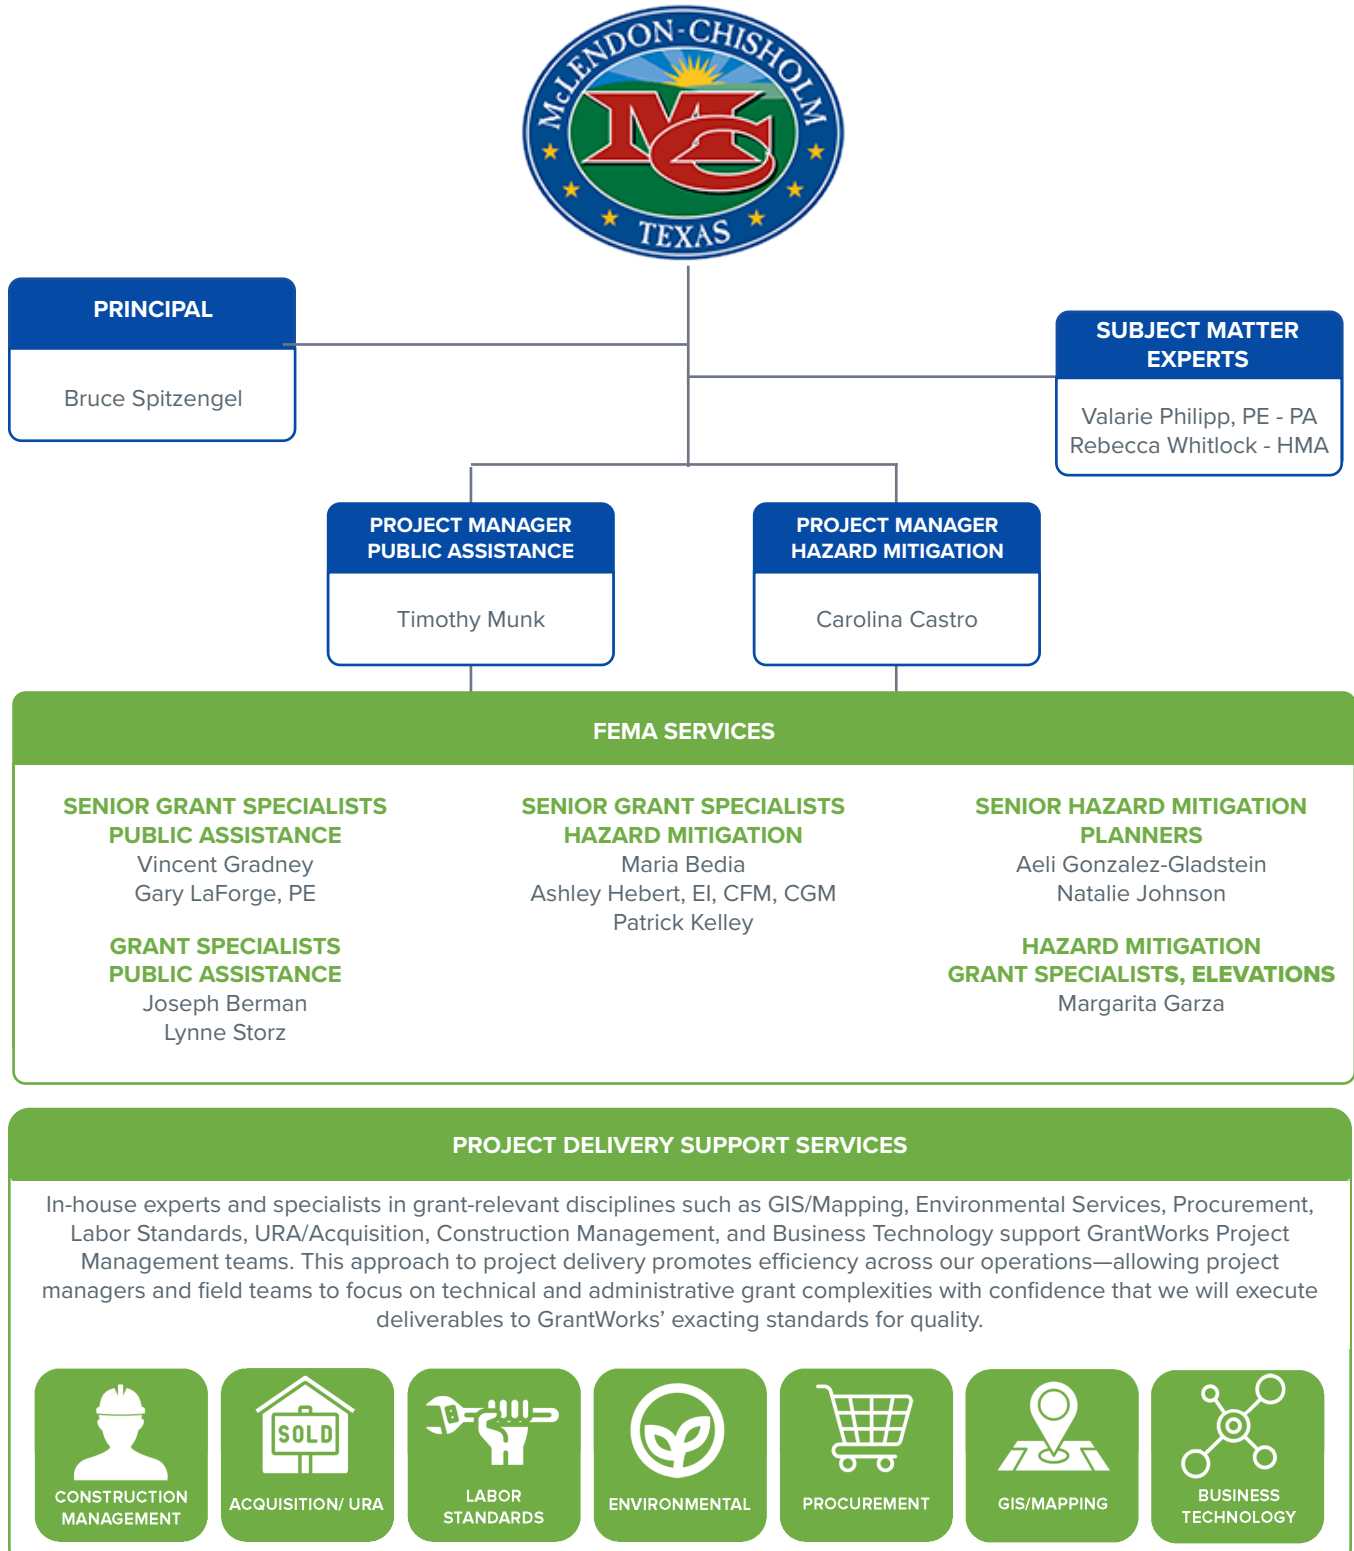 McLENDON-CHISHOLM
MC
TEXAS
PRINCIPAL
Bruce Spitzengel
SUBJECT MATTER
EXPERTS
Valarie Philipp, PE - PA
Rebecca Whitlock - HMA
PROJECT MANAGER
PUBLIC ASSISTANCE
Timothy Munk
PROJECT MANAGER
HAZARD MITIGATION
Carolina Castro
FEMA SERVICES
SENIOR GRANT SPECIALISTS
PUBLIC ASSISTANCE
Vincent Gradney
Gary LaForge, PE
GRANT SPECIALISTS
PUBLIC ASSISTANCE
Joseph Berman
Lynne Storz
SENIOR GRANT SPECIALISTS
HAZARD MITIGATION
Maria Bedia
Ashley Hebert, EI, CFM, CGM
Patrick Kelley
SENIOR HAZARD MITIGATION
PLANNERS
Aeli Gonzalez-Gladstein
Natalie Johnson
HAZARD MITIGATION
GRANT SPECIALISTS, ELEVATIONS
Margarita Garza
PROJECT DELIVERY SUPPORT SERVICES
In-house experts and specialists in grant-relevant disciplines such as GIS/Mapping, Environmental Services, Procurement,
Labor Standards, URA/Acquisition, Construction Management, and Business Technology support GrantWorks Project
Management teams. This approach to project delivery promotes efficiency across our operations—allowing project
managers and field teams to focus on technical and administrative grant complexities with confidence that we will execute
deliverables to GrantWorks’ exacting standards for quality.
CONSTRUCTION
MANAGEMENT
SOLD
ACQUISITION/ URA
LABOR
STANDARDS
ENVIRONMENTAL
PROCUREMENT
GIS/MAPPING
BUSINESS
TECHNOLOGY